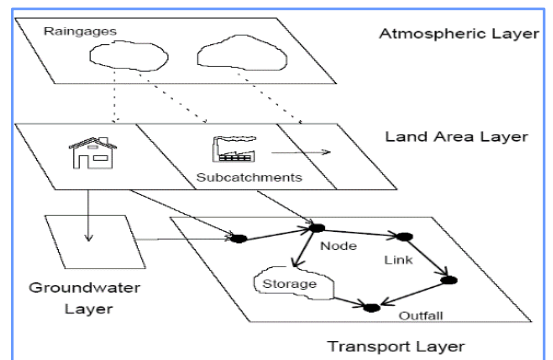 Raingages
Atmospheric Layer
Land Area Layer
Subcatchments
Node
Link
Storage
Groundwater
Layer
Outfall
Transport Layer